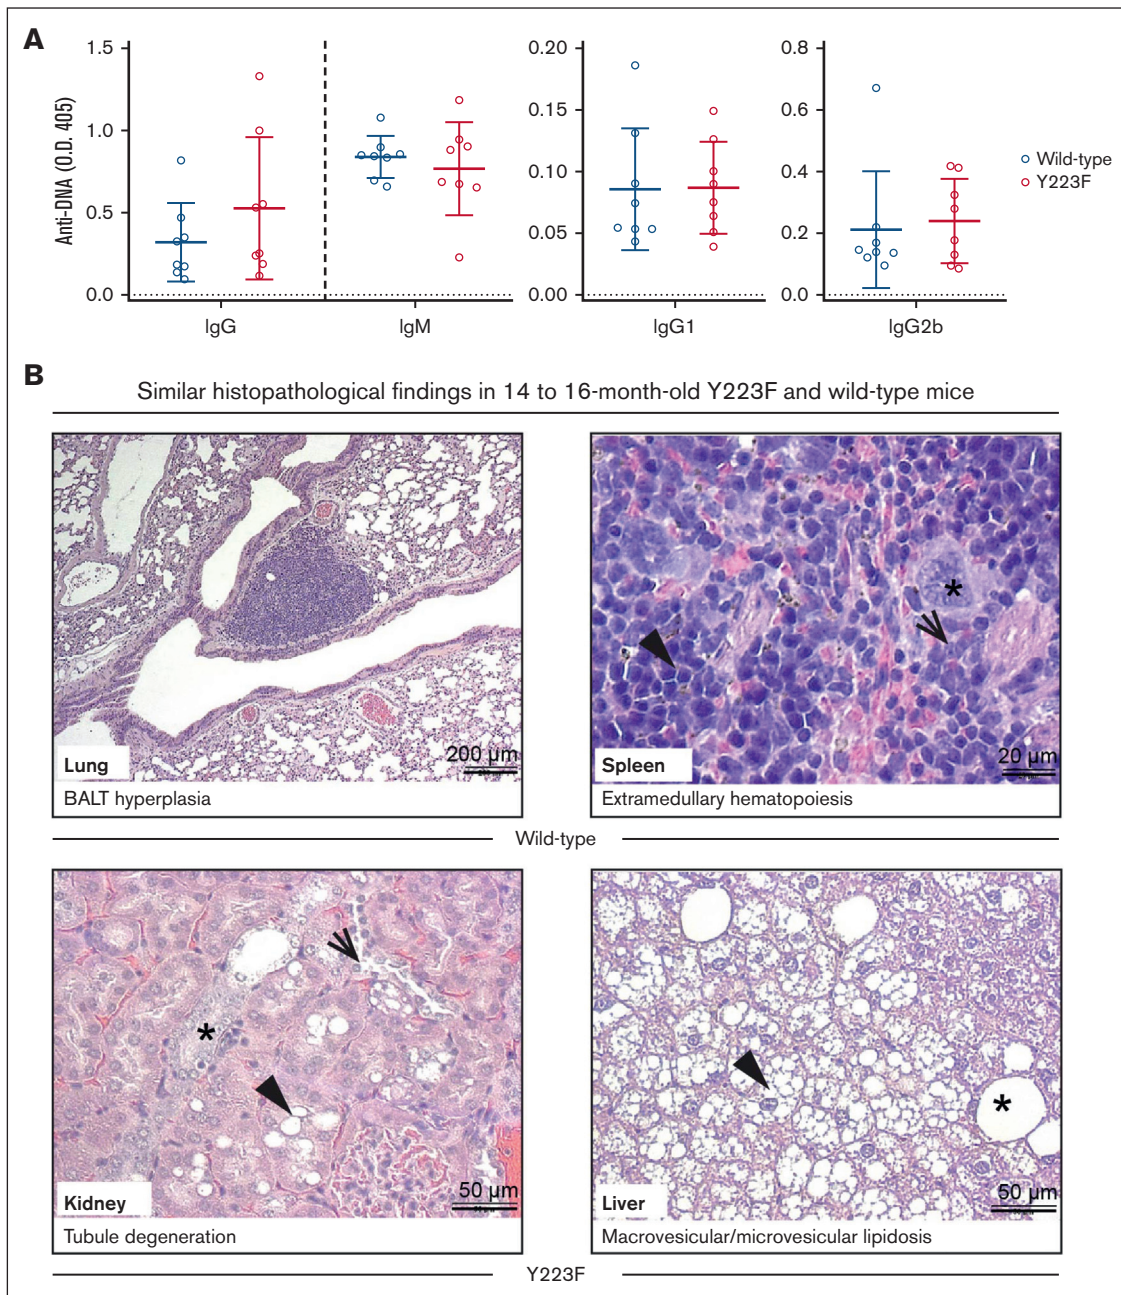 A
Anti-DNA (O.D. 405)
1.5
1.0
0.5
0.0
IgG
IgM
0.20
0.15
0.10
0.05
0.00
IgG1
0.8
0.6
0.4
0.2
0.0
IgG2b
Wild-type
Y223F
B
Similar histopathological findings in 14 to 16-month-old Y223F and wild-type mice
200 µm
Lung
BALT hyperplasia
20 µm
Spleen
Extramedullary hematopoiesis
Wild-type
*
*
50 µm
Kidney
Tubule degeneration
*
50 µm
Liver
Macrovesicular/microvesicular lipidosis
Y223F